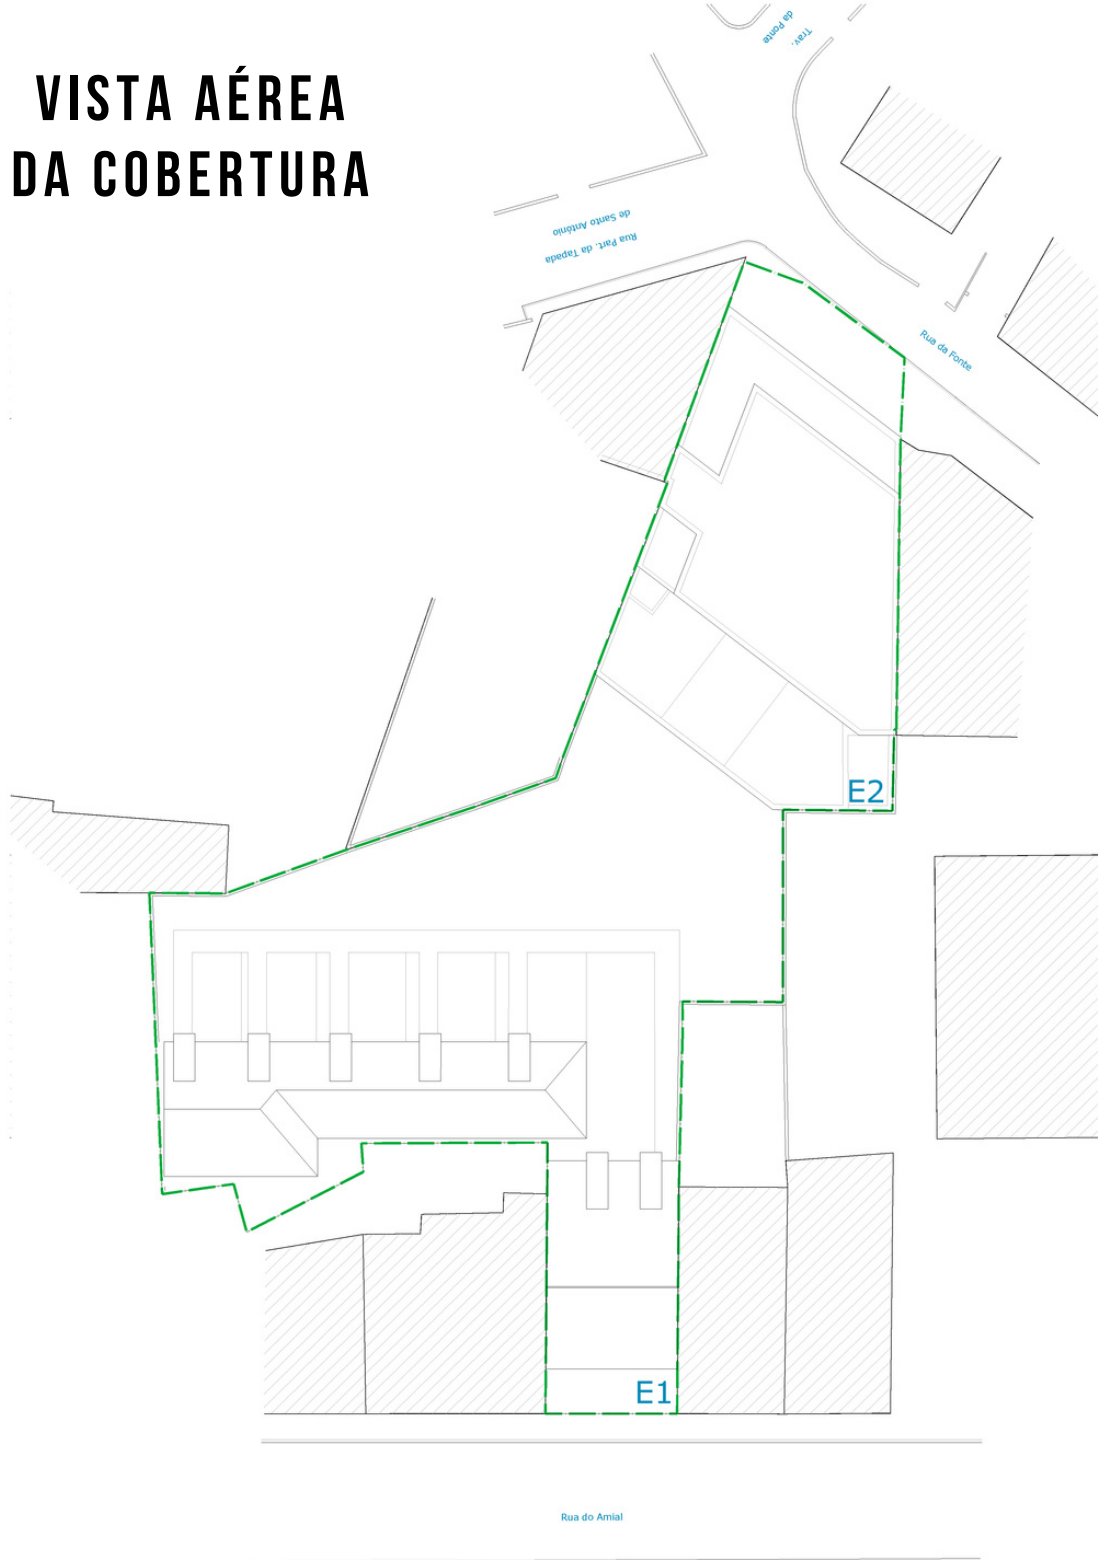 VISTA AÉREA
DA COBERTURA
Trav.
da Fonte
Rua Part. da Tapada
de Santo António
Rua da Fonte
E2
E1
Rua do Amial